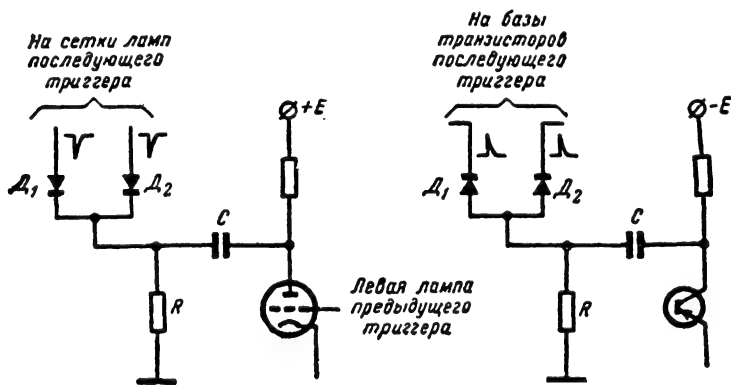 На сетки ламп
последующего
триггера
+E
Д1
Д2
C
R
Левая лампа
предыдущего
триггера
На базы
транзисторов
последующего
триггера
-E
Д1
Д2
C
R